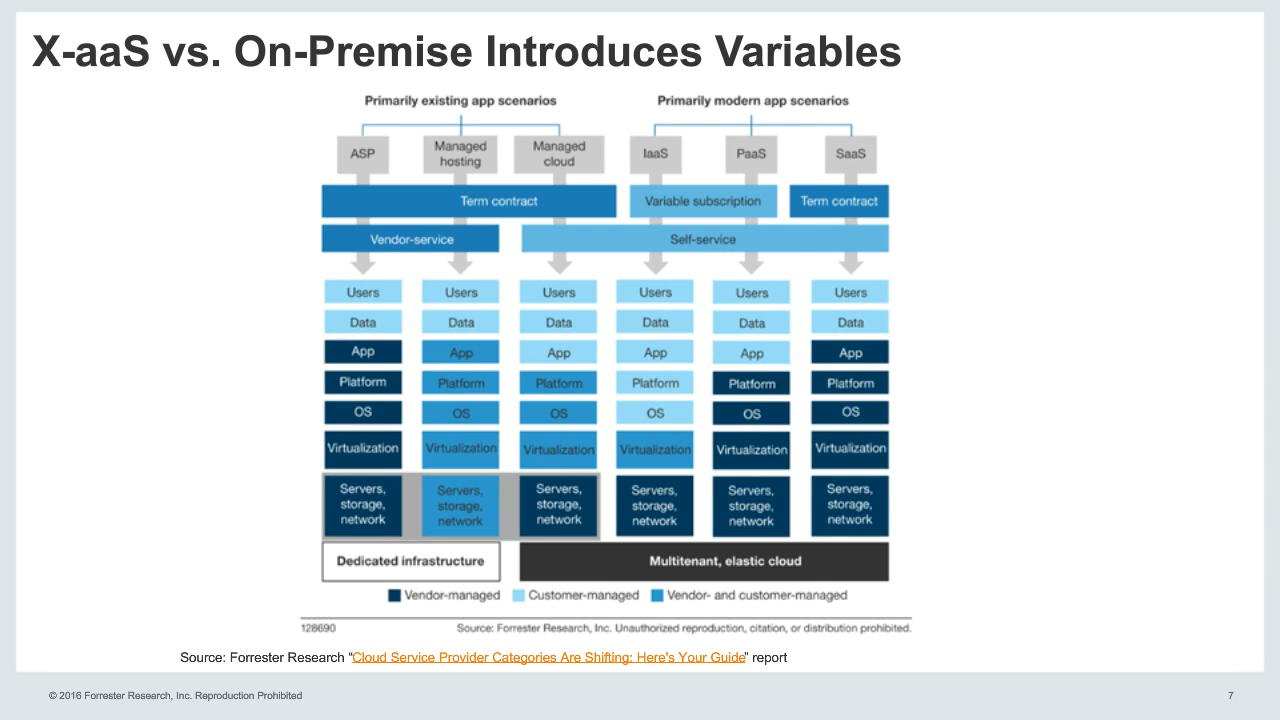 X-aaS vs. On-Premise Introduces Variables
Primarily existing app scenarios
Primarily modern app scenarios
ASP
Managed
hosting
Managed
cloud
IaaS
PaaS
SaaS
Term contract
Variable subscription
Term contract
Vendor-service
Self-service
Users Users Users Users Users Users
Data Data Data Data Data Data
App App App App App App
Platform Platform Platform Platform Platform Platform
OS OS OS OS OS OS
Virtualization Virtualization Virtualization Virtualization Virtualization Virtualization
Servers, Servers, Servers, Servers, Servers, Servers,
storage, storage, storage, storage, storage, storage,
network network network network network network
Dedicated infrastructure
Multitenant, elastic cloud
Vendor-managed Customer-managed Vendor- and customer-managed
128690
Source: Forrester Research, Inc. Unauthorized reproduction, citation, or distribution prohibited.
Source: Forrester Research “Cloud Service Provider Categories Are Shifting: Here's Your Guide” report
© 2016 Forrester Research, Inc. Reproduction Prohibited
7